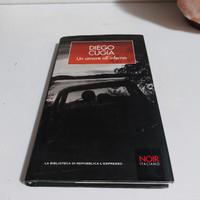 DIEGO
CUGIA
Un amore all'inferno
NOIR
ITALIANO
LA BIBLIOTECA DI REPUBBLICA-L'ESPRESSO